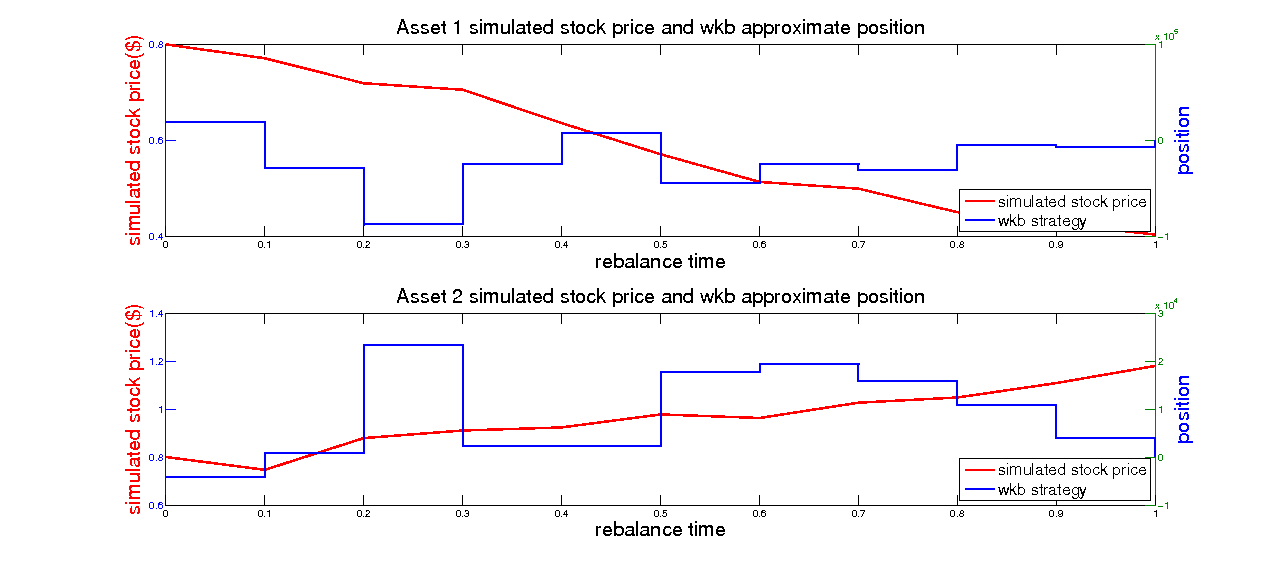 Asset 1 simulated stock price and wkb approximate position
x 10^5
simulated stock price($)
0.8
0.6
0.4
1
0
-1
position
simulated stock price
wkb strategy
0 0.1 0.2 0.3 0.4 0.5 0.6 0.7 0.8 0.9 1
rebalance time
Asset 2 simulated stock price and wkb approximate position
x 10^4
simulated stock price($)
1.4
1.2
1
0.8
0.6
3
2
1
0
-1
position
simulated stock price
wkb strategy
0 0.1 0.2 0.3 0.4 0.5 0.6 0.7 0.8 0.9 1
rebalance time